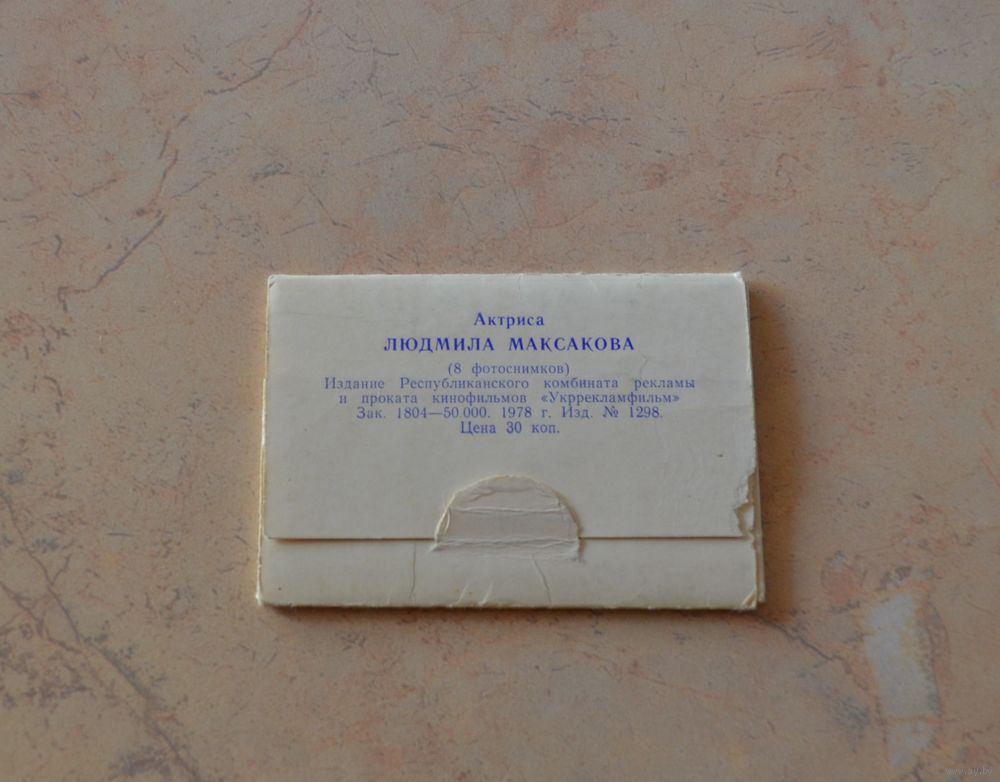 Актриса
ЛЮДМИЛА МАКСАКОВА
(8 фотоснимков)
Издание Республиканского комбината рекламы
и проката кинофильмов «Укррекламфильм»
Зак. 1804—50 000. 1978 г. Изд. № 1298.
Цена 30 коп.